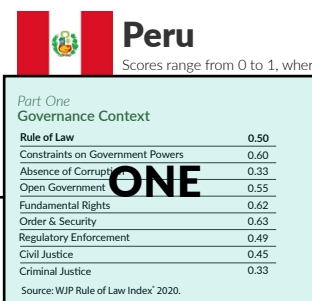 Peru
Scores range from 0 to 1, wher
Part One
Governance Context
Rule of Law 0.50
Constraints on Government Powers 0.60
Absence of Corruption 0.33
ONE
Open Government 0.55
Fundamental Rights 0.62
Order & Security 0.63
Regulatory Enforcement 0.49
Civil Justice 0.45
Criminal Justice 0.33
Source: WJP Rule of Law Index® 2020.